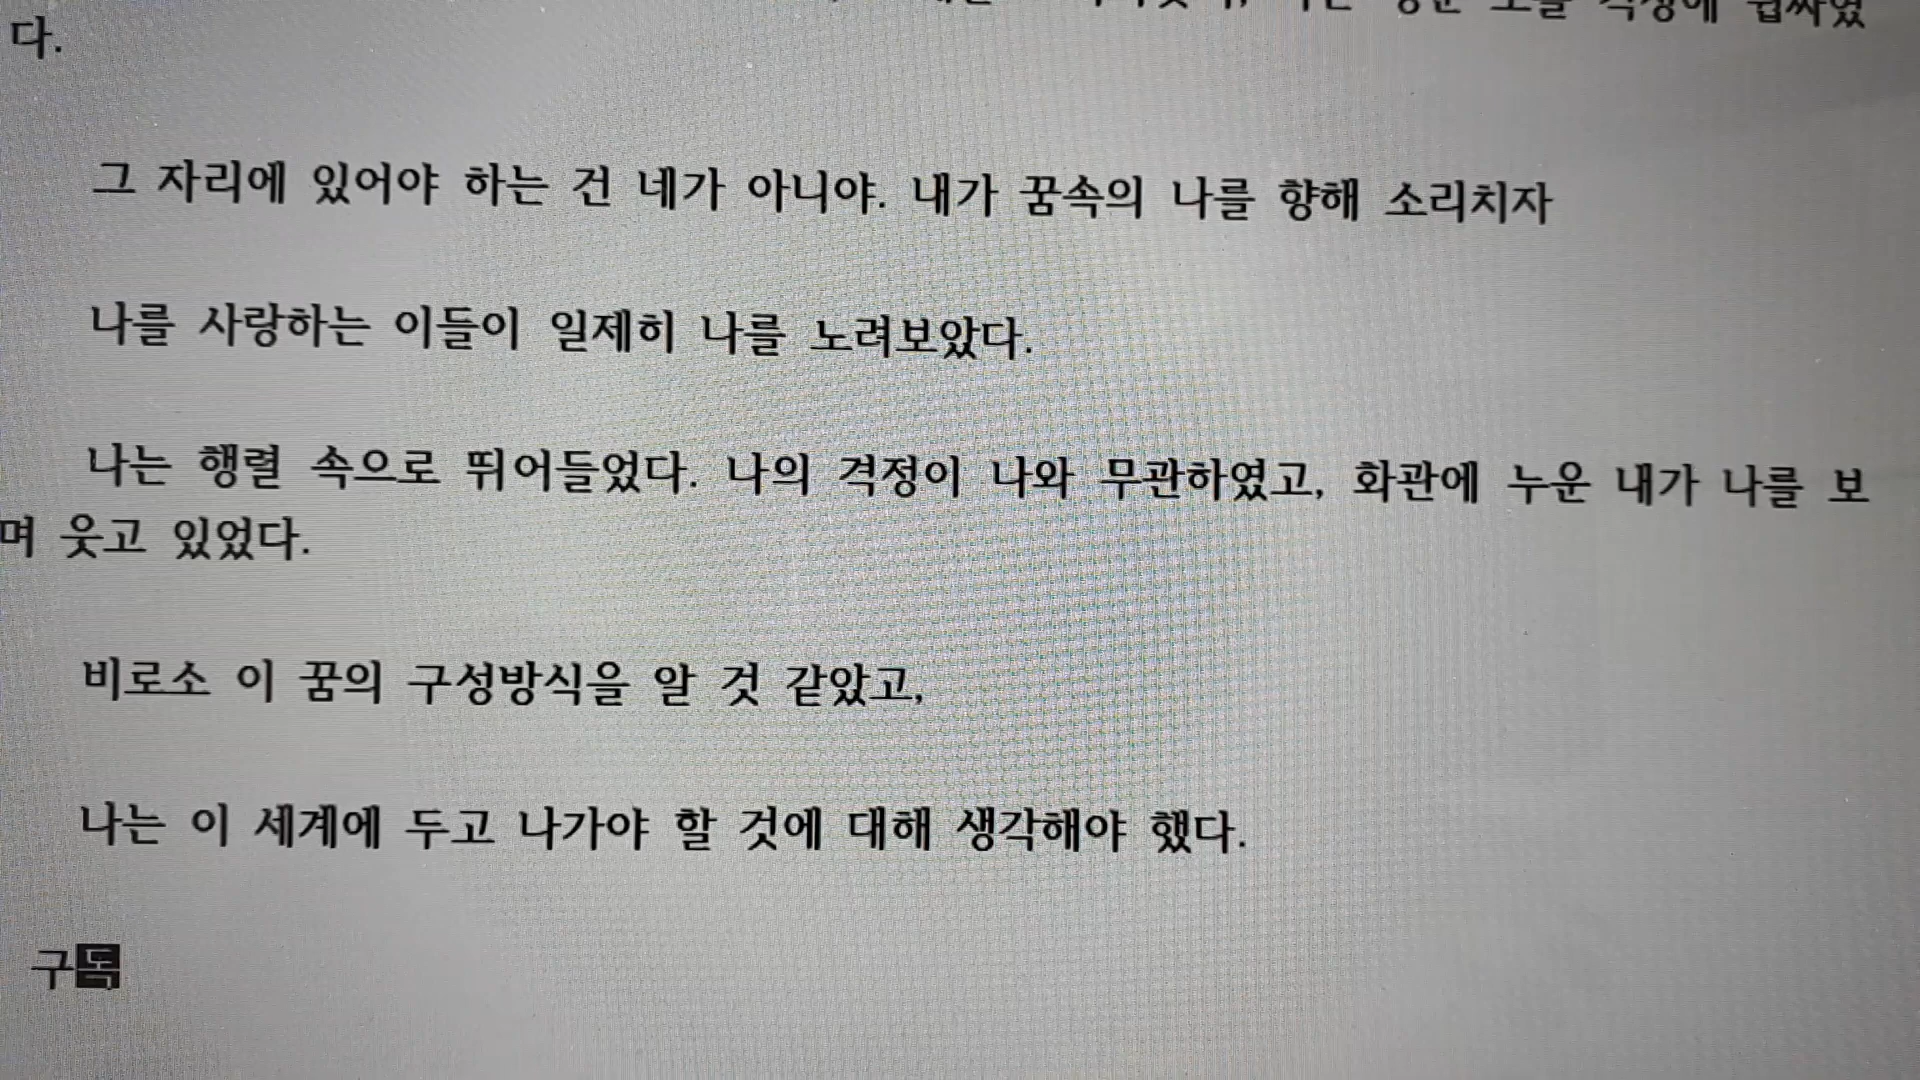 다.
그 자리에 있어야 하는 건 네가 아니야. 내가 꿈속의 나를 향해 소리치자
나를 사랑하는 이들이 일제히 나를 노려보았다.
나는 행렬 속으로 뛰어들었다. 나의 걱정이 나와 무관하였고, 화관에 누운 내가 나를 보
며 웃고 있었다.
비로소 이 꿈의 구성방식을 알 것 같았고,
나는 이 세계에 두고 나가야 할 것에 대해 생각해야 했다.
구독